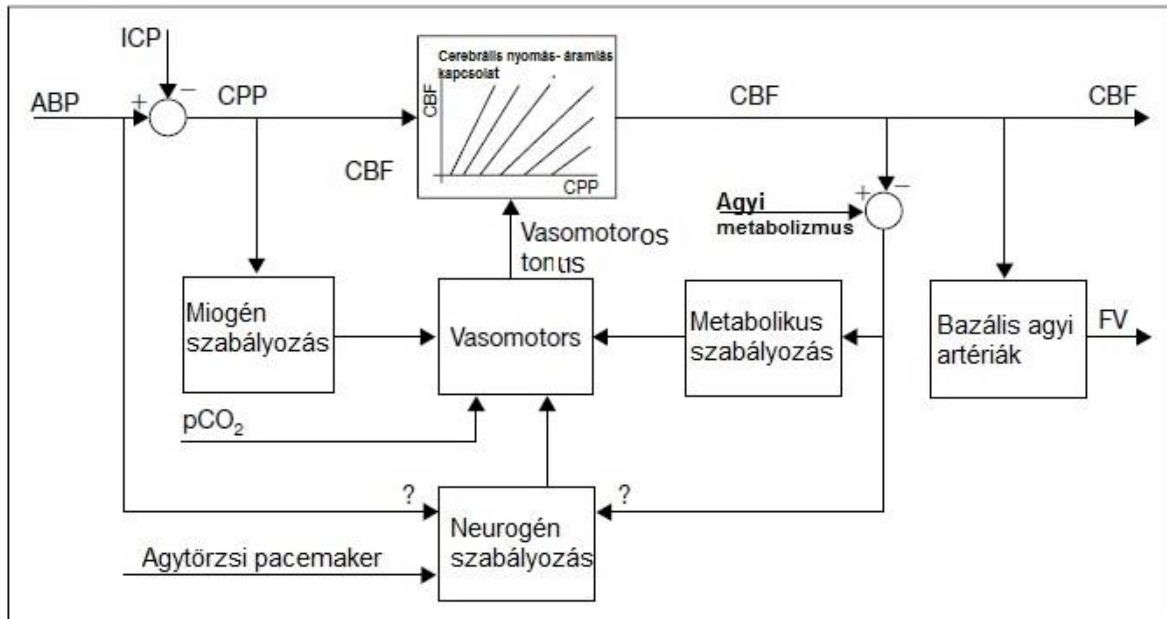 ICP
ABP
+
−
CPP
Cerebrális nyomás- áramlás
kapcsolat
CBF
CPP
CBF
CBF
CBF
Vasomotoros
tonus
Agyi
metabolizmus
+
−
Miogén
szabályozás
Vasomotors
Metabolikus
szabályozás
Bazális agyi
artériák
FV
pCO₂
?
?
Neurogén
szabályozás
Agytörzsi pacemaker